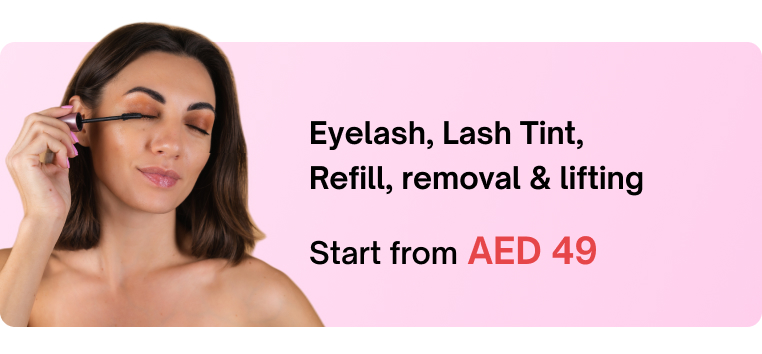 Eyelash, Lash Tint,
Refill, removal & lifting
Start from AED 49